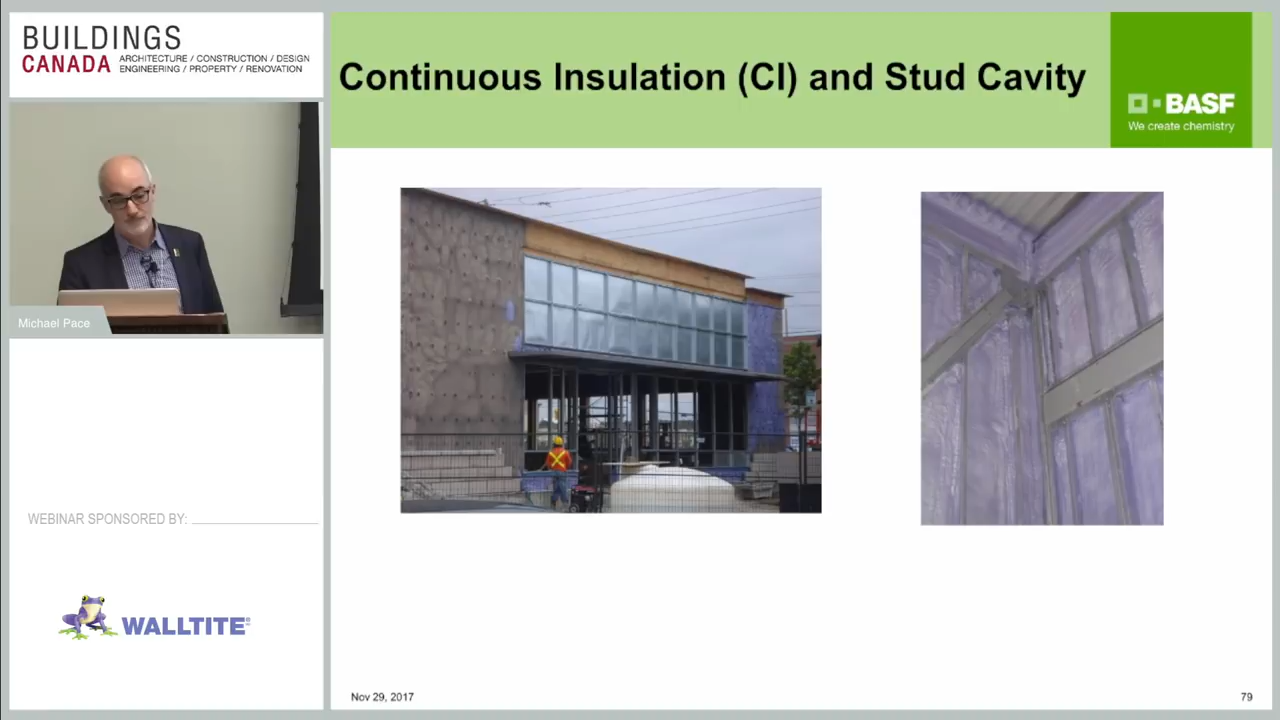 BUILDINGS
CANADA ARCHITECTURE / CONSTRUCTION / DESIGN
ENGINEERING / PROPERTY / RENOVATION
Continuous Insulation (CI) and Stud Cavity
BASF
We create chemistry
Michael Pace
WEBINAR SPONSORED BY:
WALLTITE®
Nov 29, 2017
79